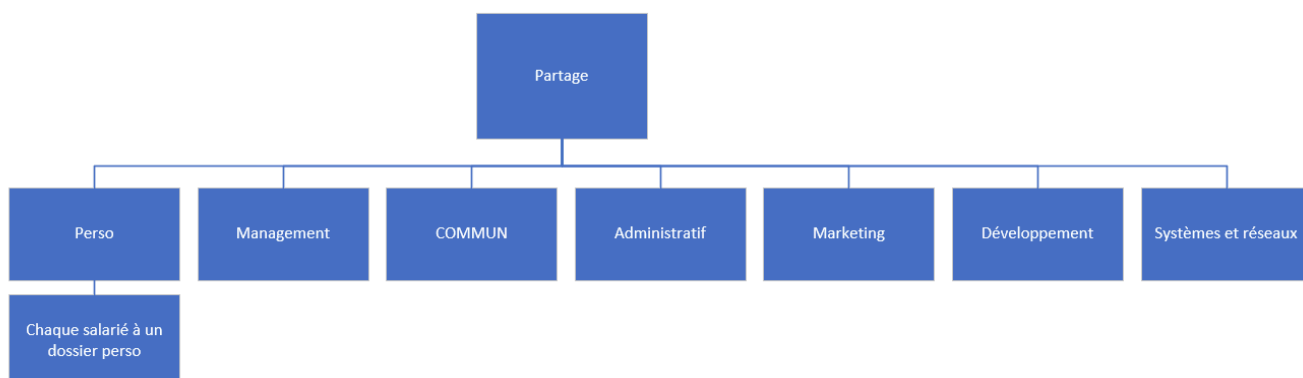 Partage
Perso
Management
COMMUN
Administratif
Marketing
Développement
Systèmes et réseaux
Chaque salarié à un
dossier perso